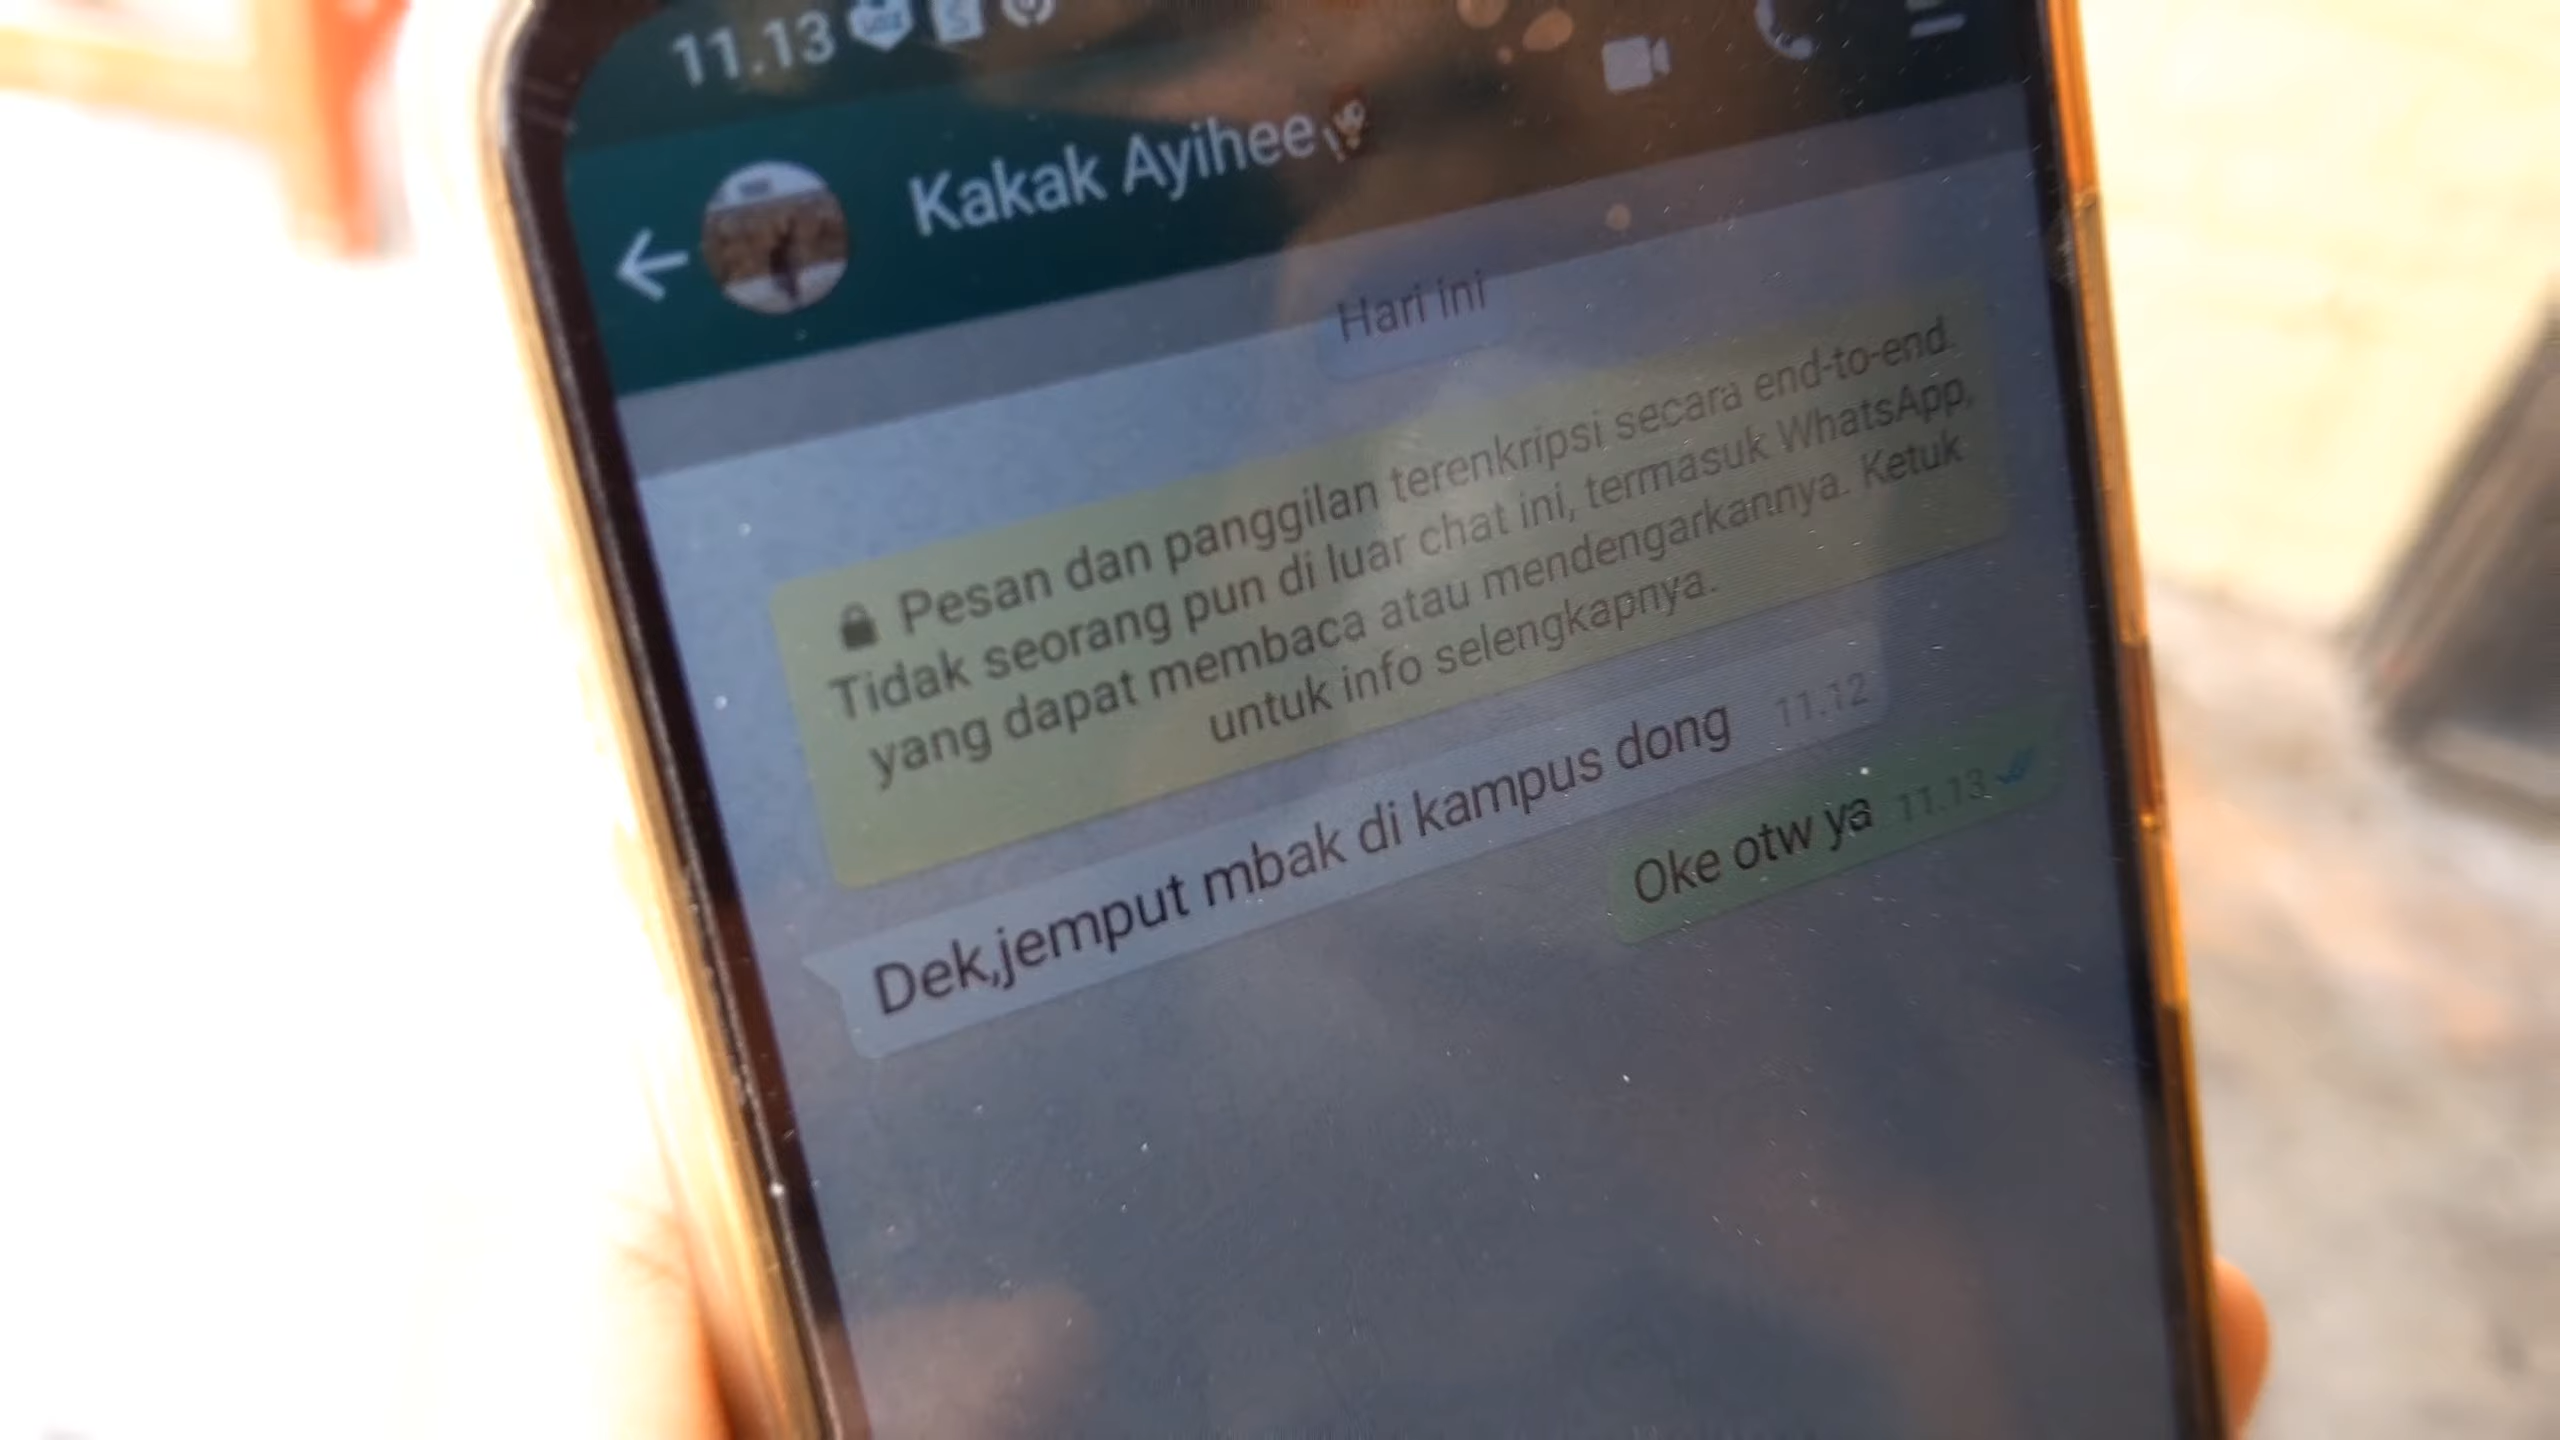 11.13
Kakak Ayihee
Hari ini
Pesan dan panggilan terenkripsi secara end-to-end.
Tidak seorang pun di luar chat ini, termasuk WhatsApp,
yang dapat membaca atau mendengarkannya. Ketuk
untuk info selengkapnya.
Dek,jemput mbak di kampus dong 11.12
Oke otw ya 11.13